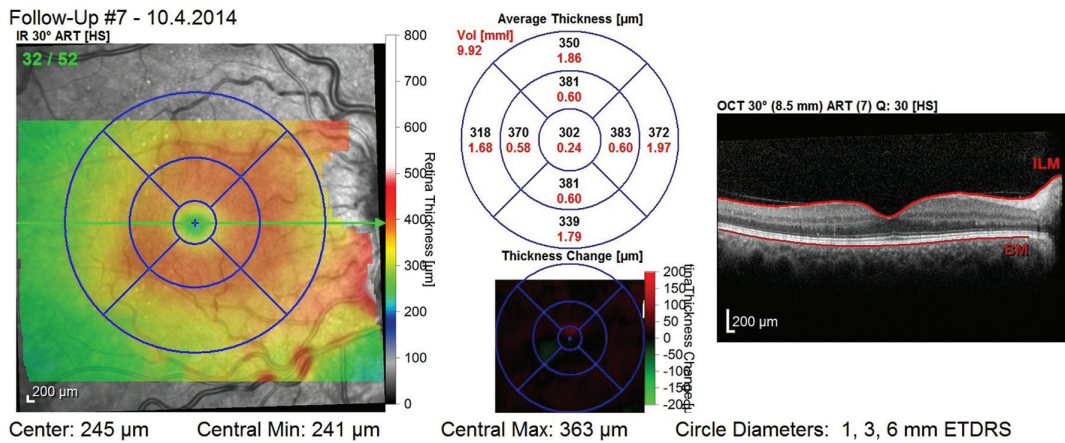 Follow-Up #7 - 10.4.2014
IR 30° ART [HS]
32 / 52
800
700
600
500
400
300
200
100
0
Retina Thickness [µm]
200 µm
Average Thickness [µm]
Vol [mm³]
9.92
350
1.86
381
0.60
318
1.68
370
0.58
302
0.24
383
0.60
372
1.97
381
0.60
339
1.79
Thickness Change [µm]
200
150
100
50
0
-50
-100
-150
-20
OCT 30° (8.5 mm) ART (7) Q: 30 [HS]
ILM
BM
200 µm
Center: 245 µm
Central Min: 241 µm
Central Max: 363 µm
Circle Diameters: 1, 3, 6 mm ETDRS